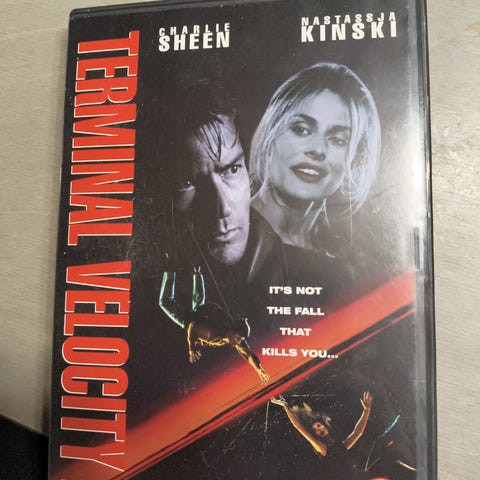 CHARLIE
SHEEN
NASTASSJA
KINSKI
TERMINAL VELOCITY
IT'S NOT
THE FALL
THAT
KILLS YOU...